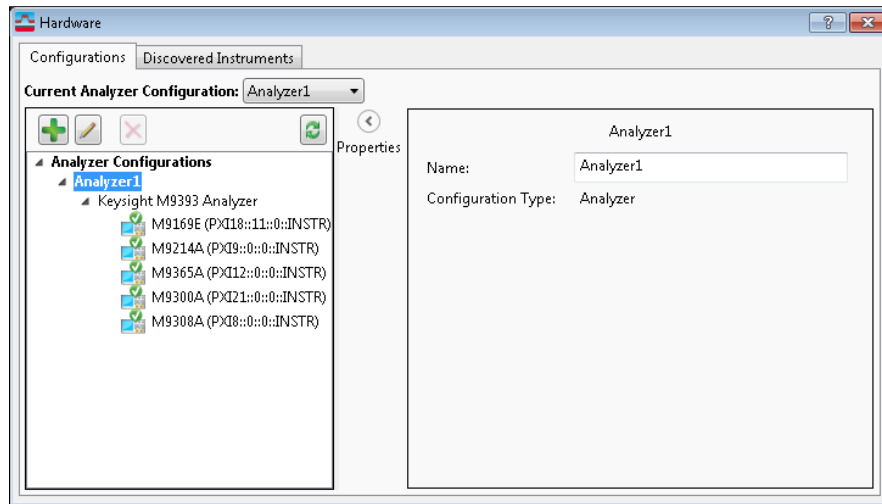 Hardware
?
Configurations
Discovered Instruments
Current Analyzer Configuration: Analyzer1
Properties
Analyzer Configurations
Analyzer1
Keysight M9393 Analyzer
M9169E (PXI18::11::0::INSTR)
M9214A (PXI9::0::0::INSTR)
M9365A (PXI12::0::0::INSTR)
M9300A (PXI21::0::0::INSTR)
M9308A (PXI8::0::0::INSTR)
Analyzer1
Name: Analyzer1
Configuration Type: Analyzer